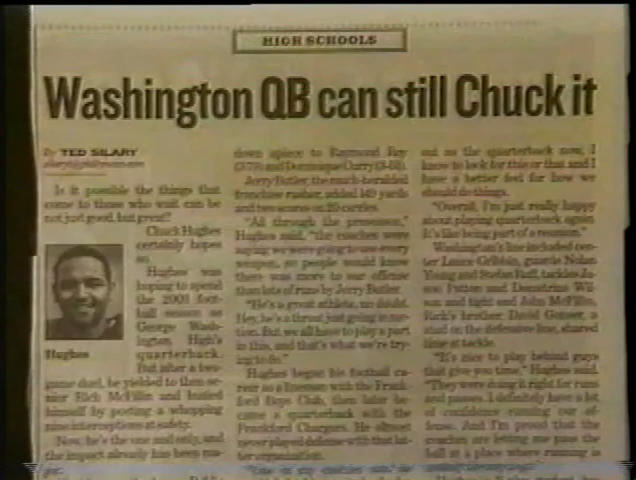 HIGH SCHOOLS
Washington QB can still Chuck it
By TED SILARY
Is it possible the things that
come to those who wait can be
not just good, but great?
Chuck Hughes
certainly hopes
so.
Hughes was
hoping to spend
the 2001 foot-
ball season as
George Wash-
ington High's
quarterback.
But after a two-
game duel, he yielded to then se-
nior Rich McFillin and busied
himself by posting a whopping
nine interceptions at safety.
Now, he's the one and only, and
the impact already has been ma-
jor.
Hughes
down apiece to Raymond
and Dominique Curry
Jerry Butler, the much-heralded
franchise rusher, added 149 yards
and two scores on 20 carries.
"All through the preseason,"
Hughes said, "the coaches were
saying we were going to use every
weapon, so people would know
there was more to our offense
than lots of runs by Jerry Butler.
"He's a great athlete, no doubt.
Hey, he's a threat just going in mo-
tion. But we all have to play a part
in this, and that's what we're try-
ing to do."
Hughes began his football ca-
reer as a lineman with the Frank-
ford Boys Club, then later be-
came a quarterback with the
Frankford Chargers. He almost
never played defense with that lat-
ter organization.
out as the quarterback now, I
know to look for this or that and I
have a better feel for how we
should do things.
"Overall, I'm just really happy
about playing quarterback again.
It's like being part of a reunion."
Washington's line included cen-
ter Lance Gribbin, guards Nolan
Young and Stefan Ruff, tackles Ja-
son Patton and Demetrius Wil-
son and tight end John McFillin,
Rich's brother. David Gonser, a
stud on the defensive line, shared
time at tackle.
"It's nice to play behind guys
that give you time," Hughes said.
"They were doing it right for runs
and passes. I definitely have a lot
of confidence running our of-
fense. And I'm proud that the
coaches are letting me pass the
ball at a place where running is